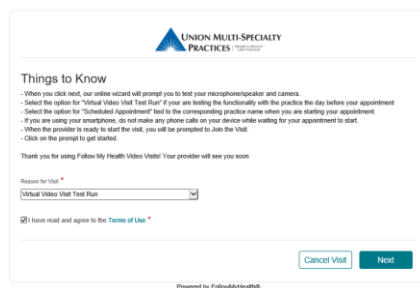 UNION MULTI-SPECIALTY
PRACTICES
Things to Know
- When you click next, our online wizard will prompt you to test your microphone/speaker and camera.
- Select the option for "Virtual Video Visit Test Run" if your are testing the functionality with the practice the day before your appointment
- Select the option for "Scheduled Appointment" tied to the corresponding practice name when you are starting your appointment.
- If you are using your smartphone, do not make any phone calls on your device while waiting for your appointment to start.
- When the provider is ready to start the visit, you will be prompted to Join the Visit.
- Click on the prompt to get started.
Thank you for using Follow My Health Video Visits! Your provider will see you soon
Reason for Visit *
Virtual Video Visit Test Run
I have read and agree to the Terms of Use *
Cancel Visit Next
Powered by FollowMyHealth®